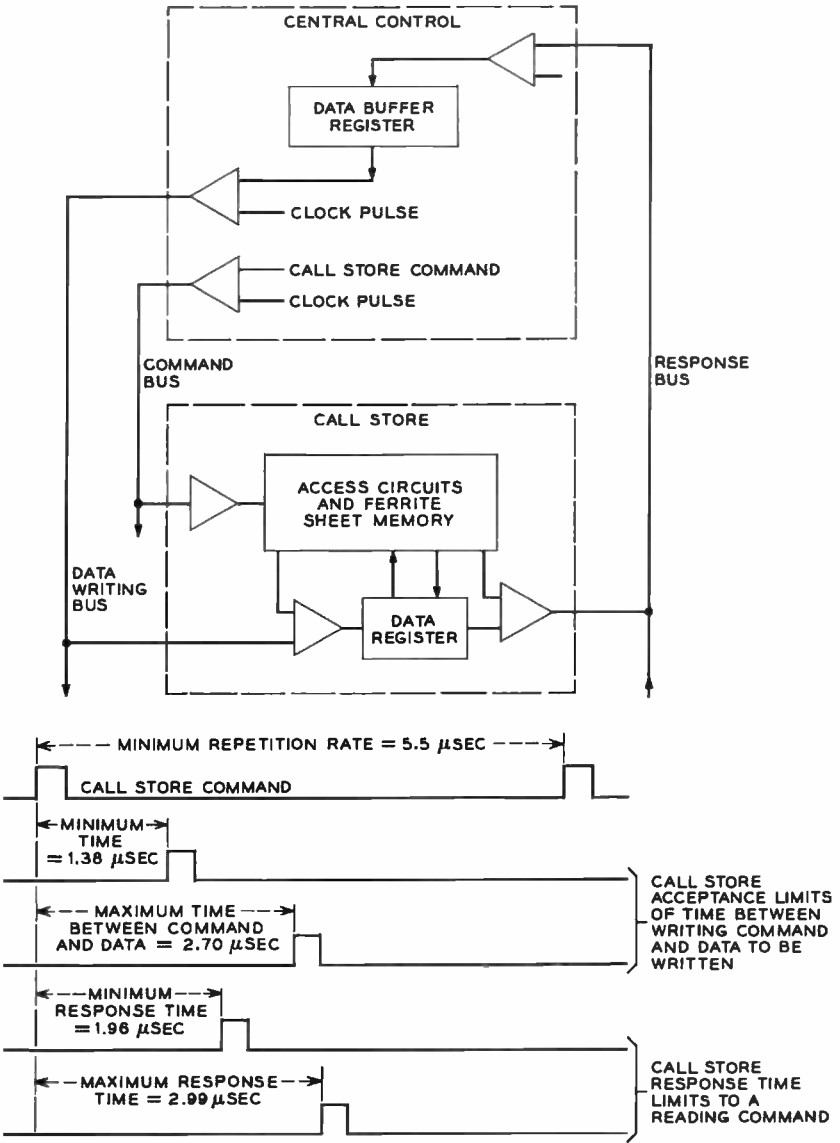 CENTRAL CONTROL
DATA BUFFER
REGISTER
CLOCK PULSE
CALL STORE COMMAND
CLOCK PULSE
COMMAND
BUS
RESPONSE
BUS
CALL STORE
ACCESS CIRCUITS
AND FERRITE
SHEET MEMORY
DATA
WRITING
BUS
DATA
REGISTER
MINIMUM REPETITION RATE = 5.5 μSEC
CALL STORE COMMAND
MINIMUM
TIME
= 1.38 μSEC
MAXIMUM TIME
BETWEEN COMMAND
AND DATA = 2.70 μSEC
CALL STORE
ACCEPTANCE LIMITS
OF TIME BETWEEN
WRITING COMMAND
AND DATA TO BE
WRITTEN
MINIMUM
RESPONSE TIME
= 1.96 μSEC
MAXIMUM RESPONSE
TIME = 2.99 μSEC
CALL STORE
RESPONSE TIME
LIMITS TO A
READING COMMAND